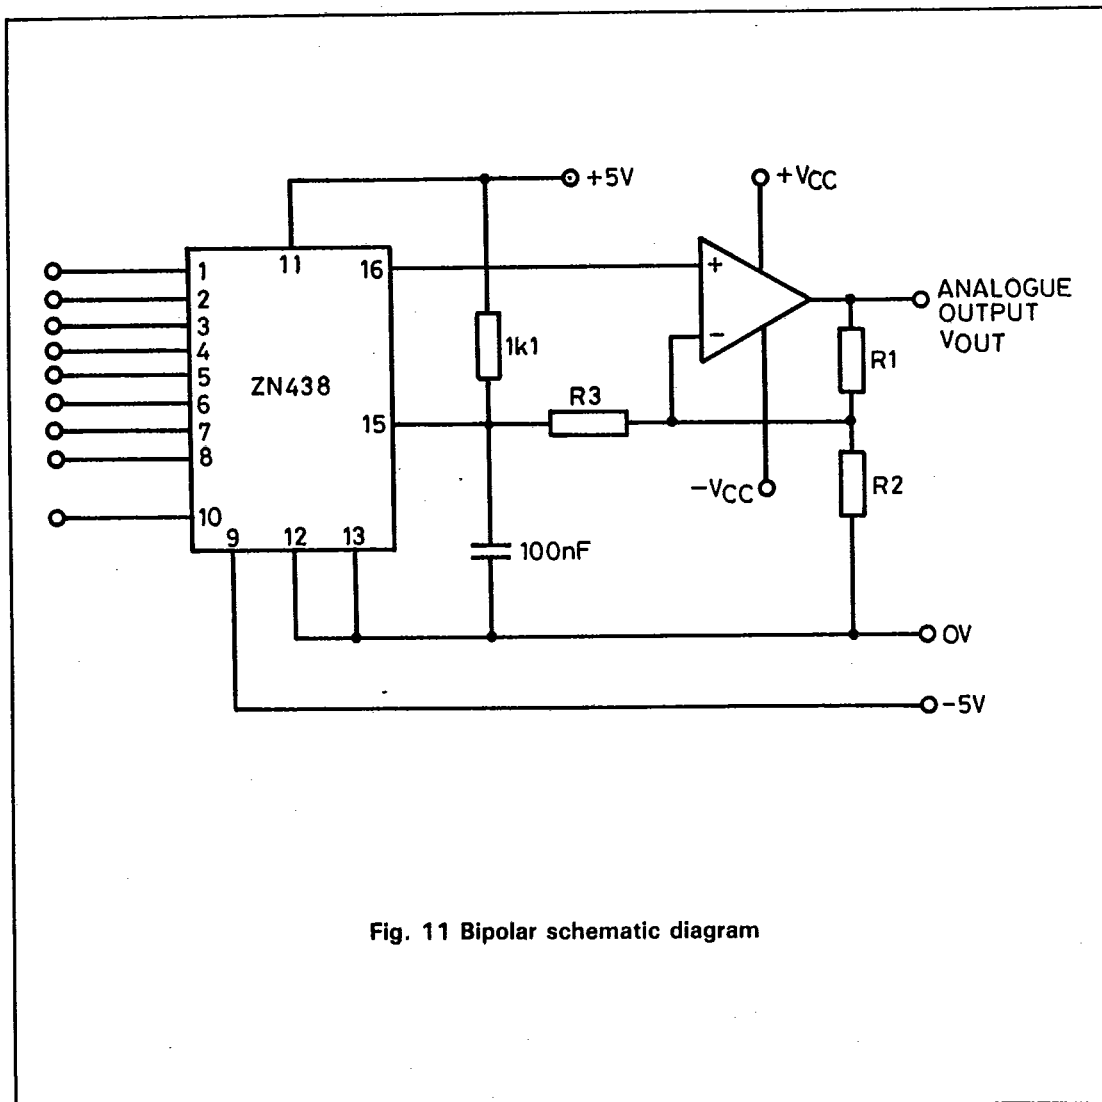 +5V
+VCC
11
16
1
2
3
4
5
6
7
8
10
ZN438
15
9
12
13
1k1
R3
+
-
ANALOGUE
OUTPUT
VOUT
R1
R2
-VCC
100nF
0V
-5V
Fig. 11 Bipolar schematic diagram